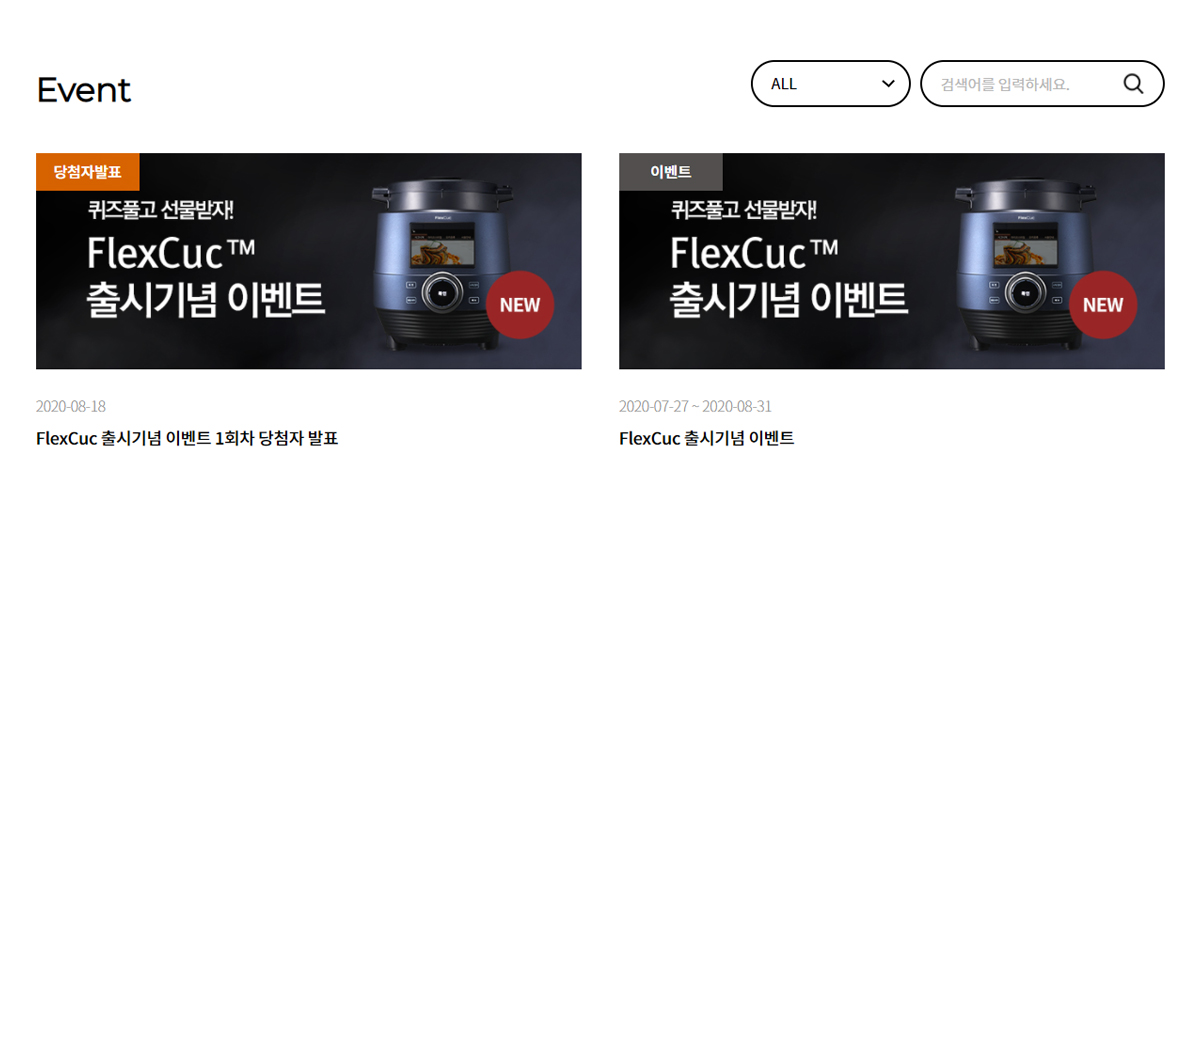 Event
ALL
검색어를 입력하세요.
당첨자발표
퀴즈풀고 선물받자!
FlexCuc™
출시기념 이벤트
NEW
2020-08-18
FlexCuc 출시기념 이벤트 1회차 당첨자 발표
이벤트
퀴즈풀고 선물받자!
FlexCuc™
출시기념 이벤트
NEW
2020-07-27 ~ 2020-08-31
FlexCuc 출시기념 이벤트